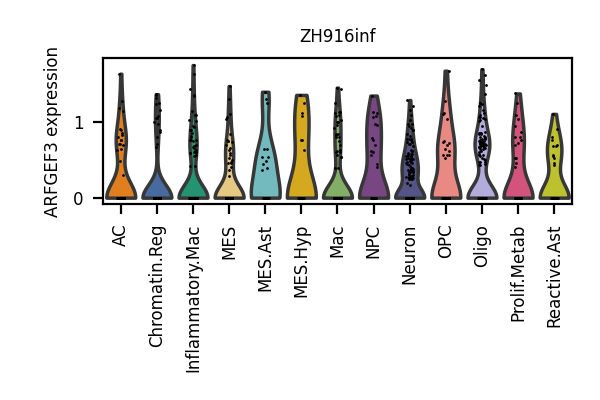 ZH916inf
ARFGEF3 expression
1
0
AC
Chromatin.Reg
Inflammatory.Mac
MES
MES.Ast
MES.Hyp
Mac
NPC
Neuron
OPC
Oligo
Prolif.Metab
Reactive.Ast